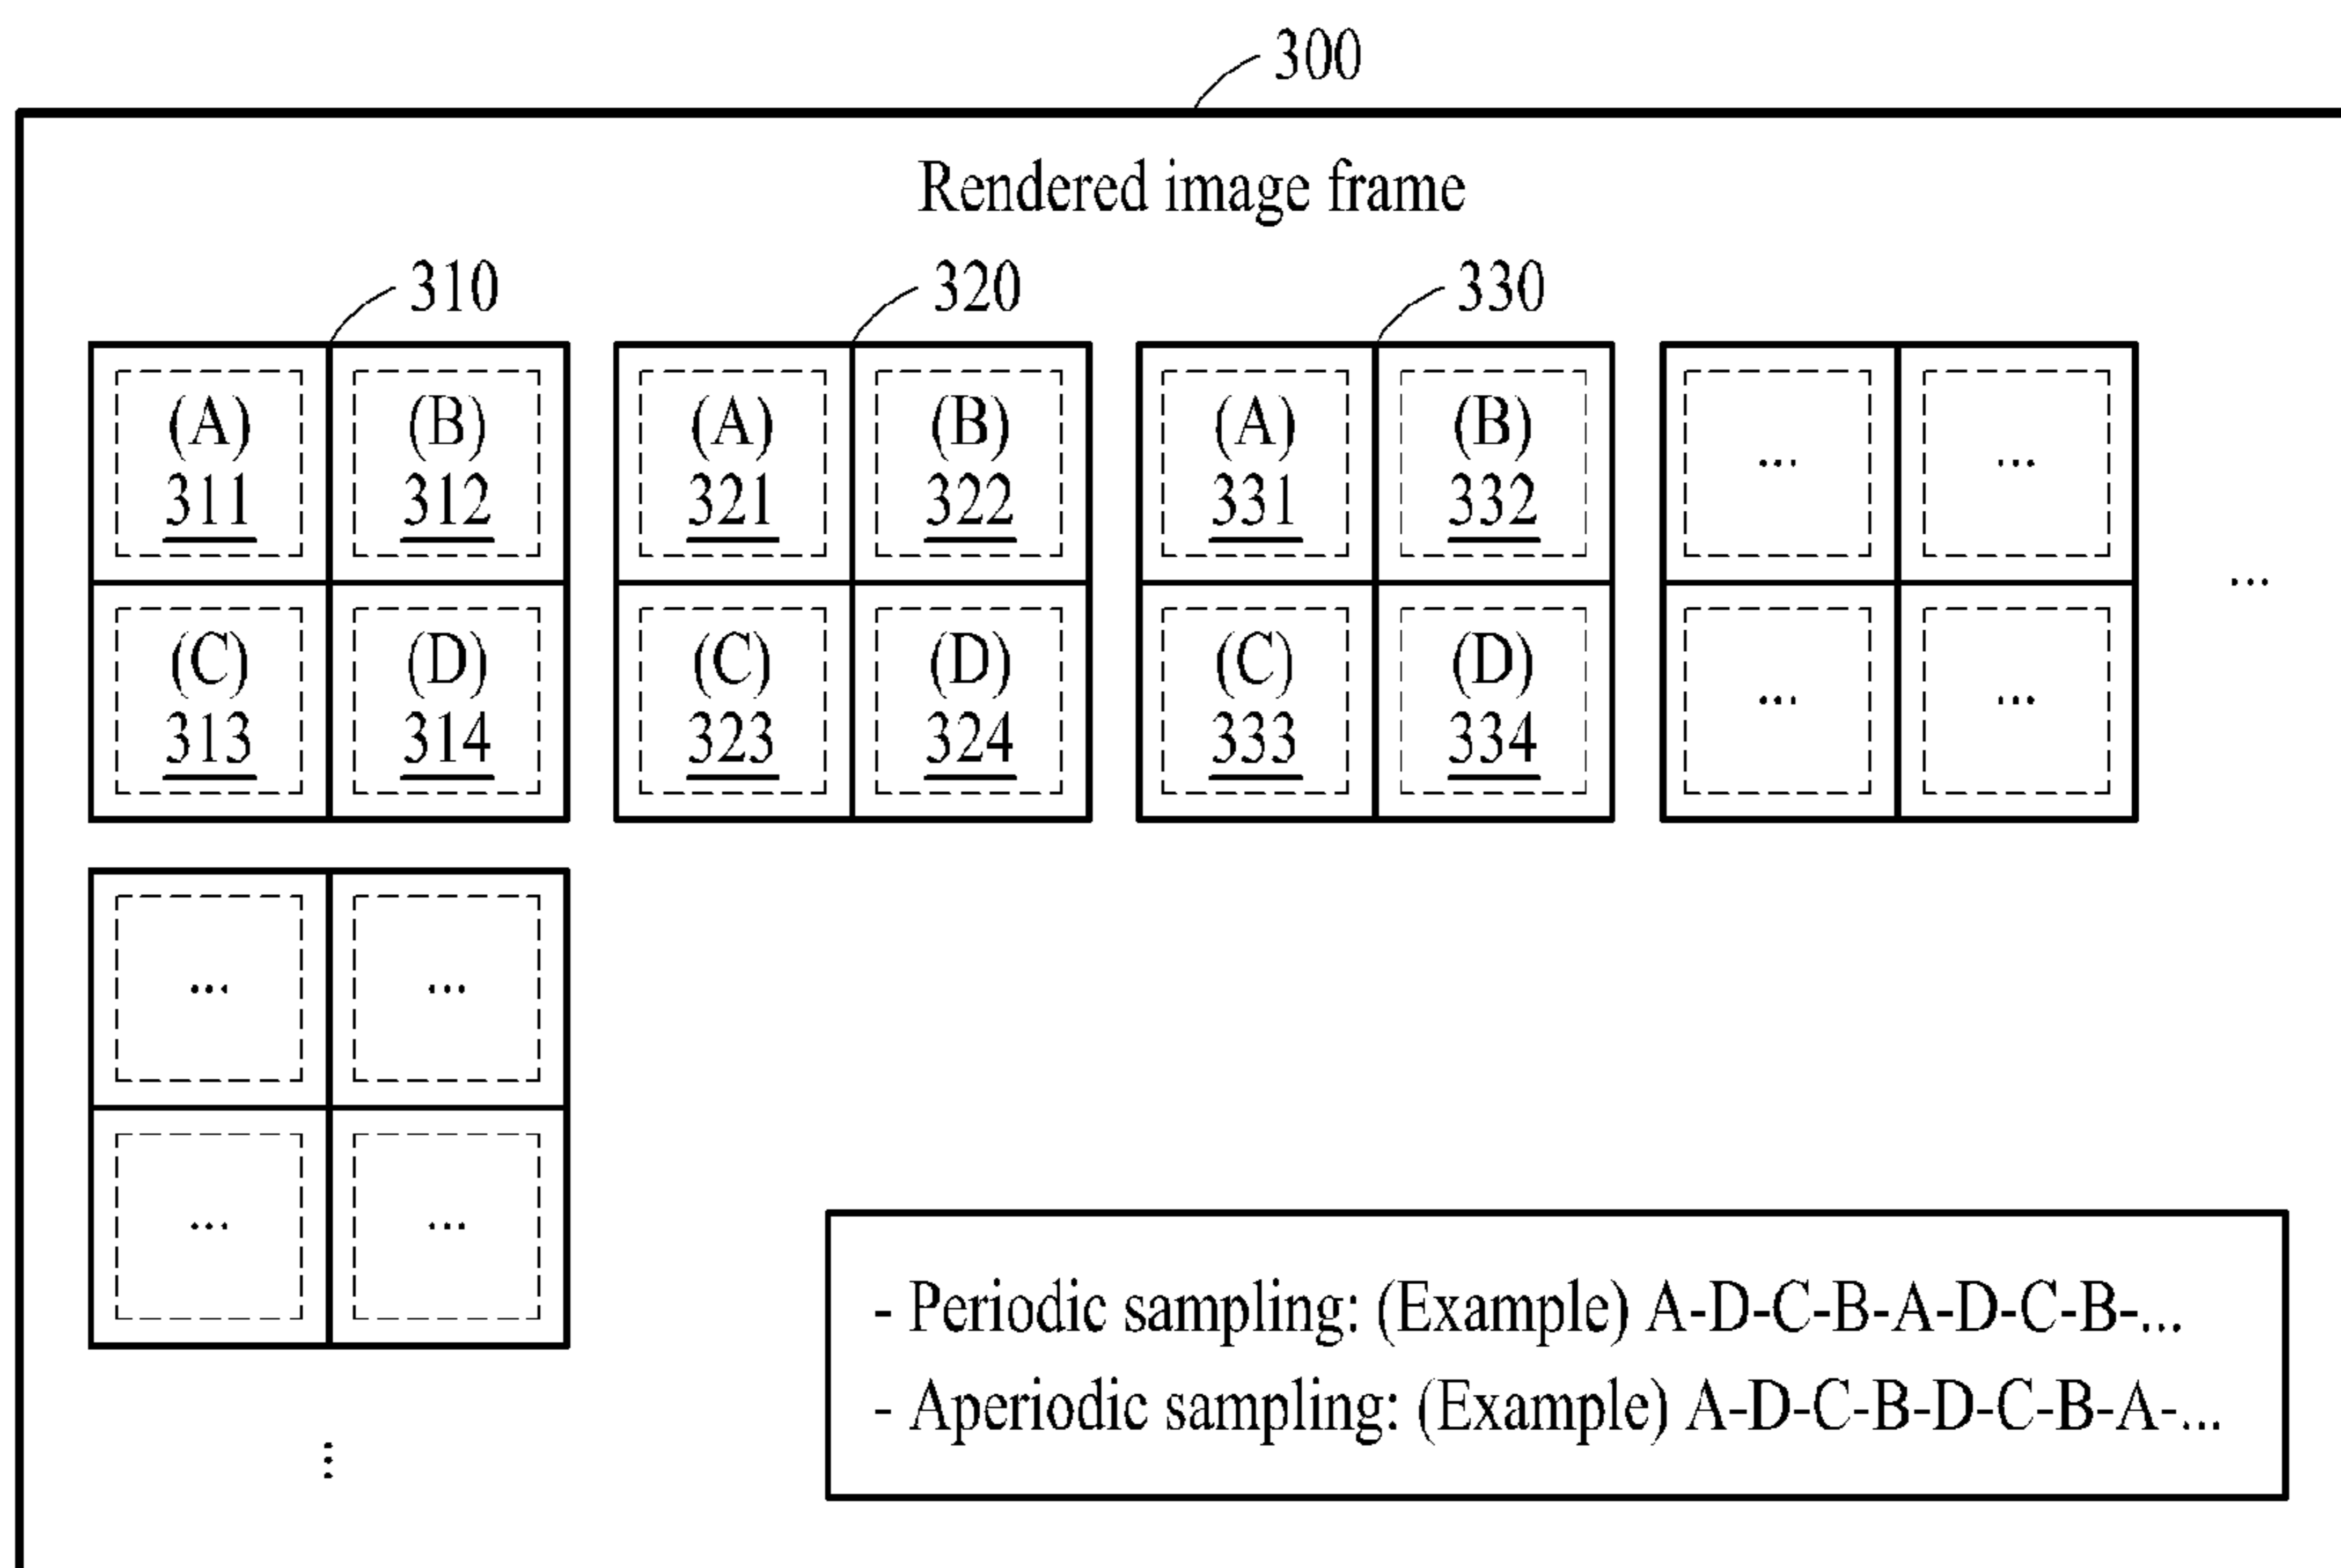 300
Rendered image frame
310 320 330
(A) (B) (A) (B) (A) (B) ... ...
311 312 321 322 331 332
...
(C) (D) (C) (D) (C) (D) ... ...
313 314 323 324 333 334
... ...
... ...
- Periodic sampling: (Example) A-D-C-B-A-D-C-B-...
- Aperiodic sampling: (Example) A-D-C-B-D-C-B-A-...
...